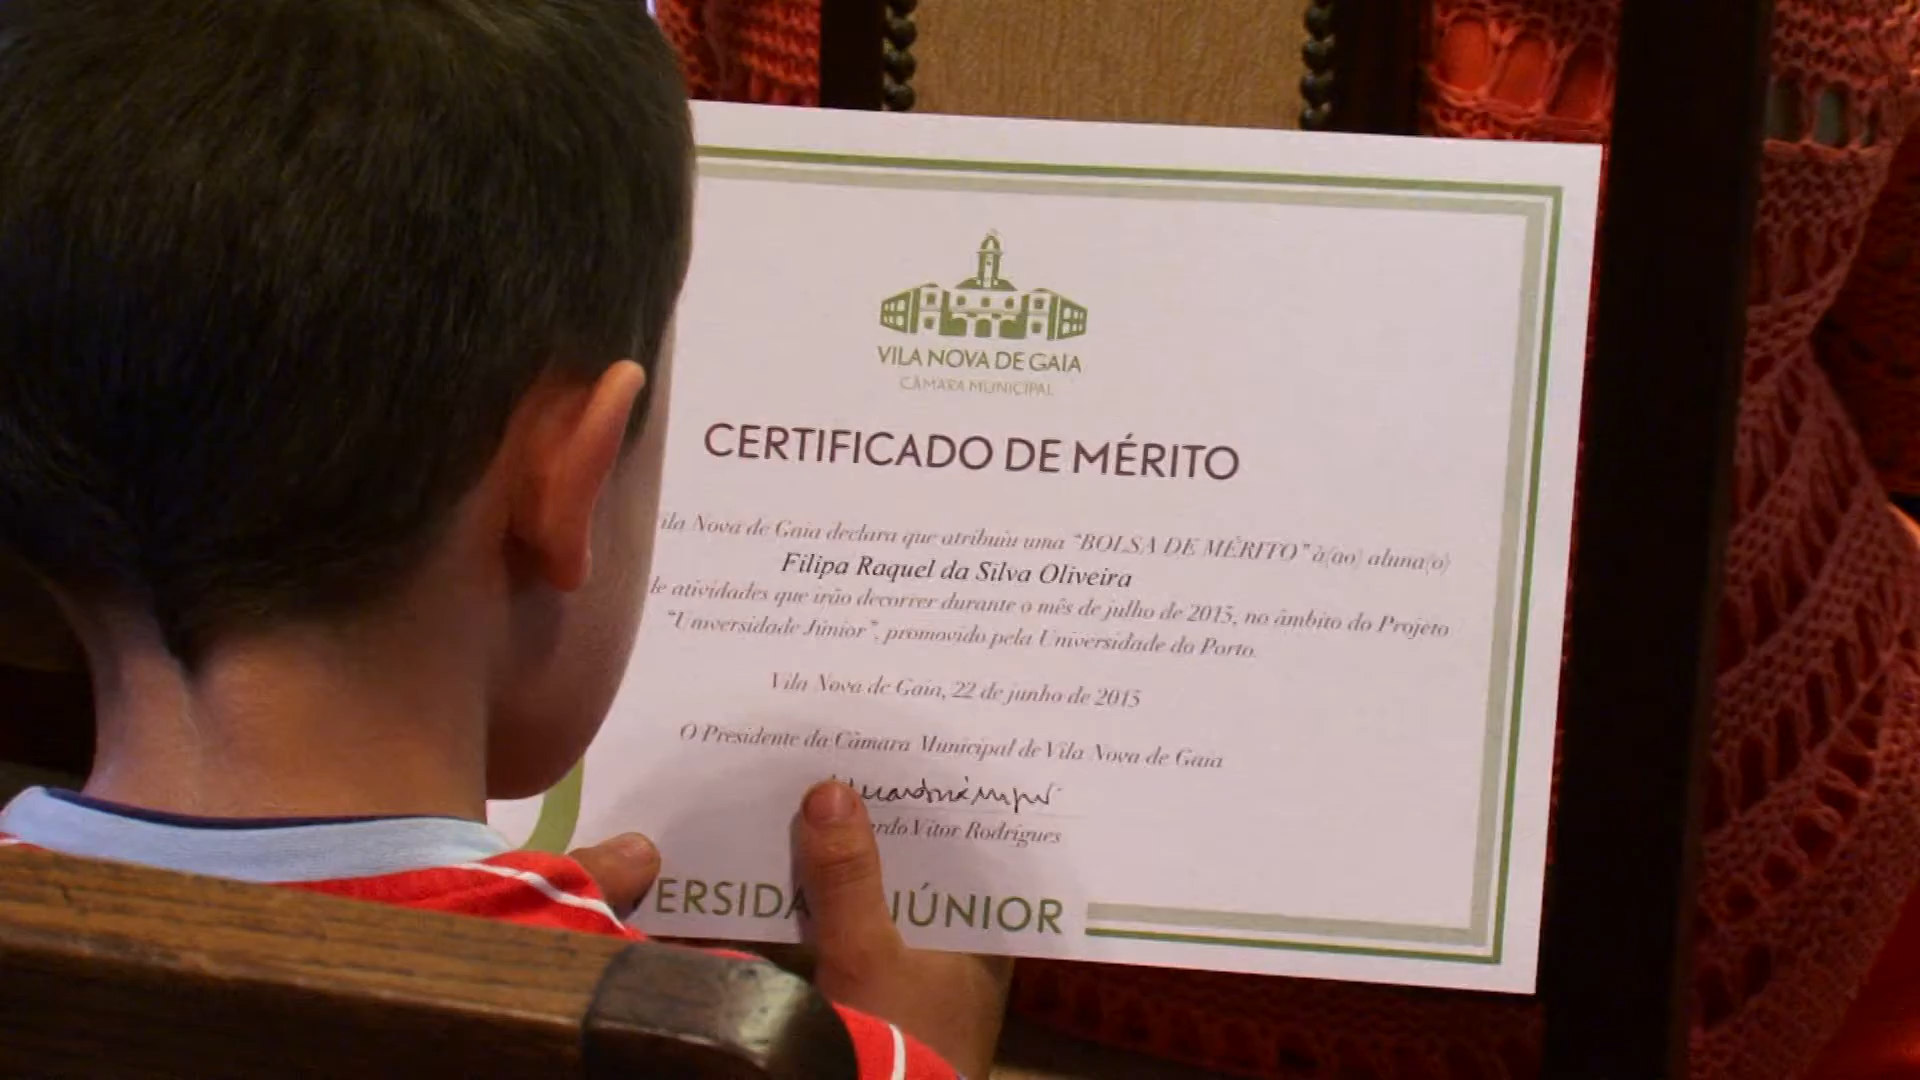 VILA NOVA DE GAIA
CÂMARA MUNICIPAL
CERTIFICADO DE MÉRITO
ila Nova de Gaia declara que atribuiu uma "BOLSA DE MÉRITO" à(ao) aluna(o)
Filipa Raquel da Silva Oliveira
de atividades que irão decorrer durante o mês de julho de 2015, no âmbito do Projeto
"Universidade Júnior", promovido pela Universidade do Porto.
Vila Nova de Gaia, 22 de junho de 2015
O Presidente da Câmara Municipal de Vila Nova de Gaia
ardo Vítor Rodrigues
VERSIDA JÚNIOR